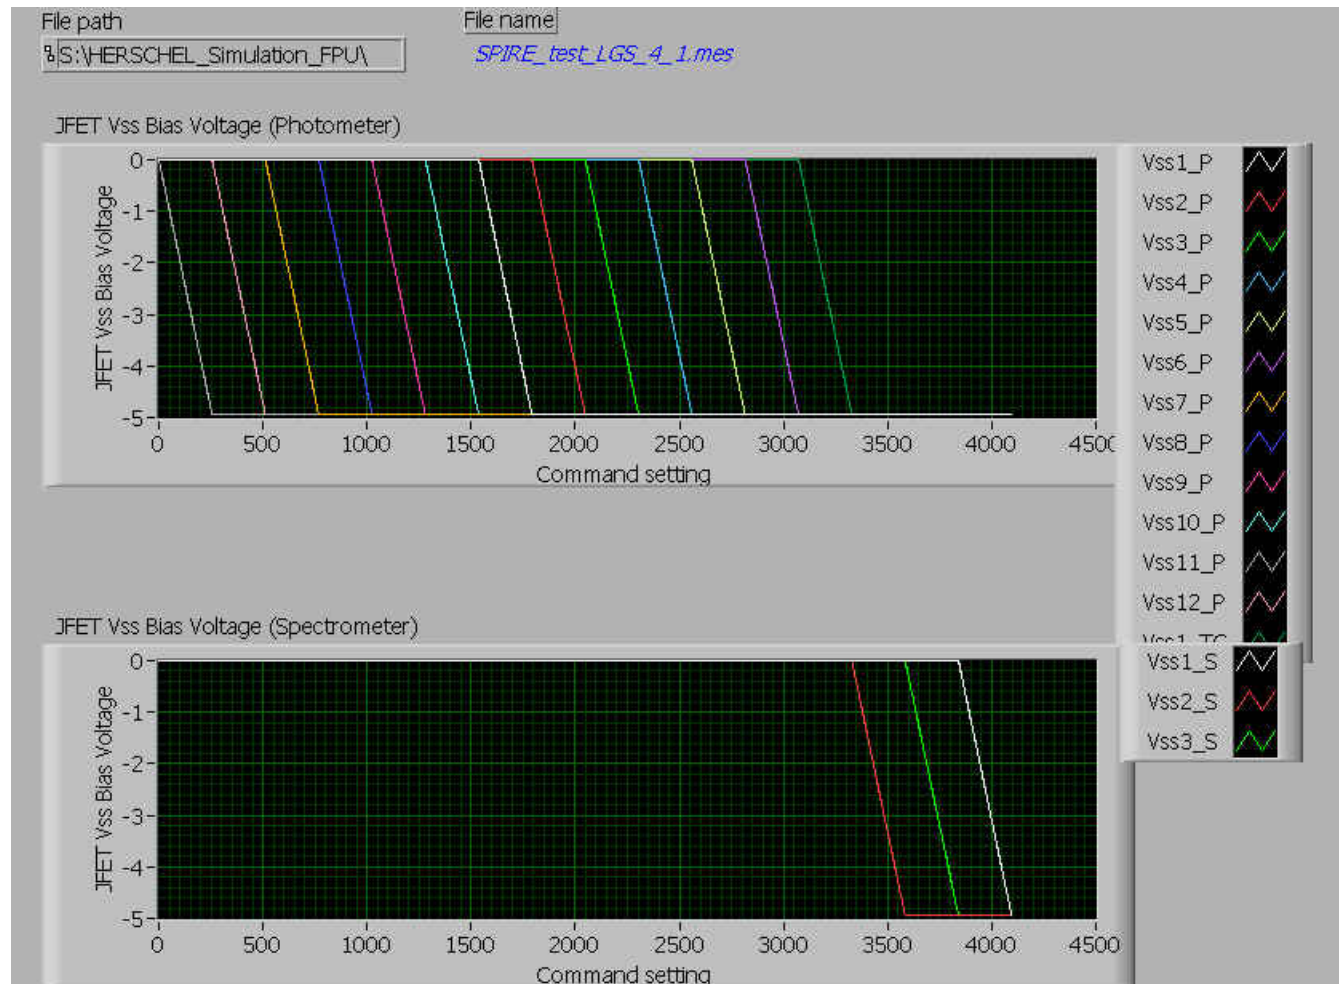 File path
File name
%S:\HERSCHEL_Simulation_FPU\
SPIRE_test_LGS_4_1.mes
JFET Vss Bias Voltage (Photometer)
JFET Vss Bias Voltage
0
-1
-2
-3
-4
-5
0 500 1000 1500 2000 2500 3000 3500 4000 4500
Command setting
Vss1_P
Vss2_P
Vss3_P
Vss4_P
Vss5_P
Vss6_P
Vss7_P
Vss8_P
Vss9_P
Vss10_P
Vss11_P
Vss12_P
Vss1_TC
JFET Vss Bias Voltage (Spectrometer)
JFET Vss Bias Voltage
0
-1
-2
-3
-4
-5
0 500 1000 1500 2000 2500 3000 3500 4000 4500
Command setting
Vss1_S
Vss2_S
Vss3_S